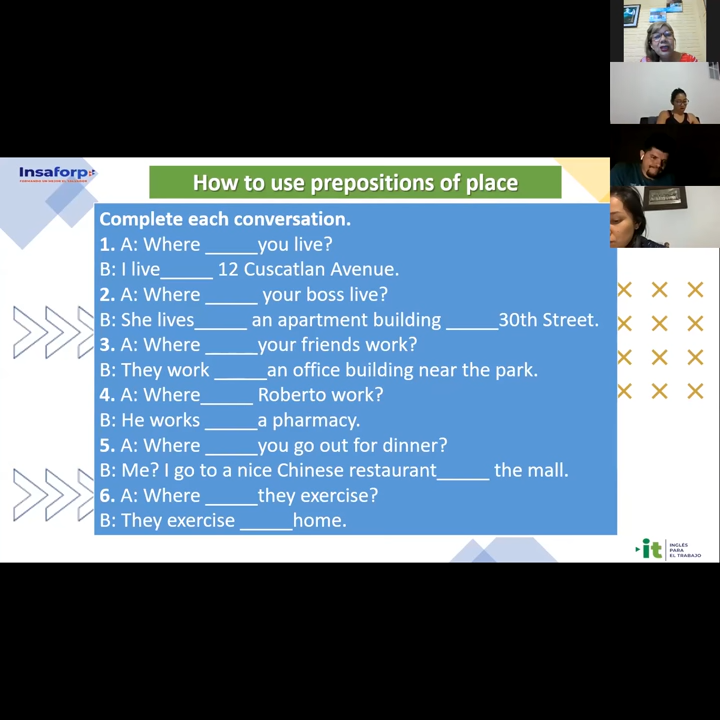 Insaforp
How to use prepositions of place
Complete each conversation.
1. A: Where _____you live?
B: I live_____ 12 Cuscatlan Avenue.
2. A: Where _____ your boss live?
B: She lives_____ an apartment building _____30th Street.
3. A: Where _____your friends work?
B: They work _____an office building near the park.
4. A: Where_____ Roberto work?
B: He works _____a pharmacy.
5. A: Where _____you go out for dinner?
B: Me? I go to a nice Chinese restaurant_____ the mall.
6. A: Where _____they exercise?
B: They exercise _____home.
it
INGLÉS
PARA
EL TRABAJO